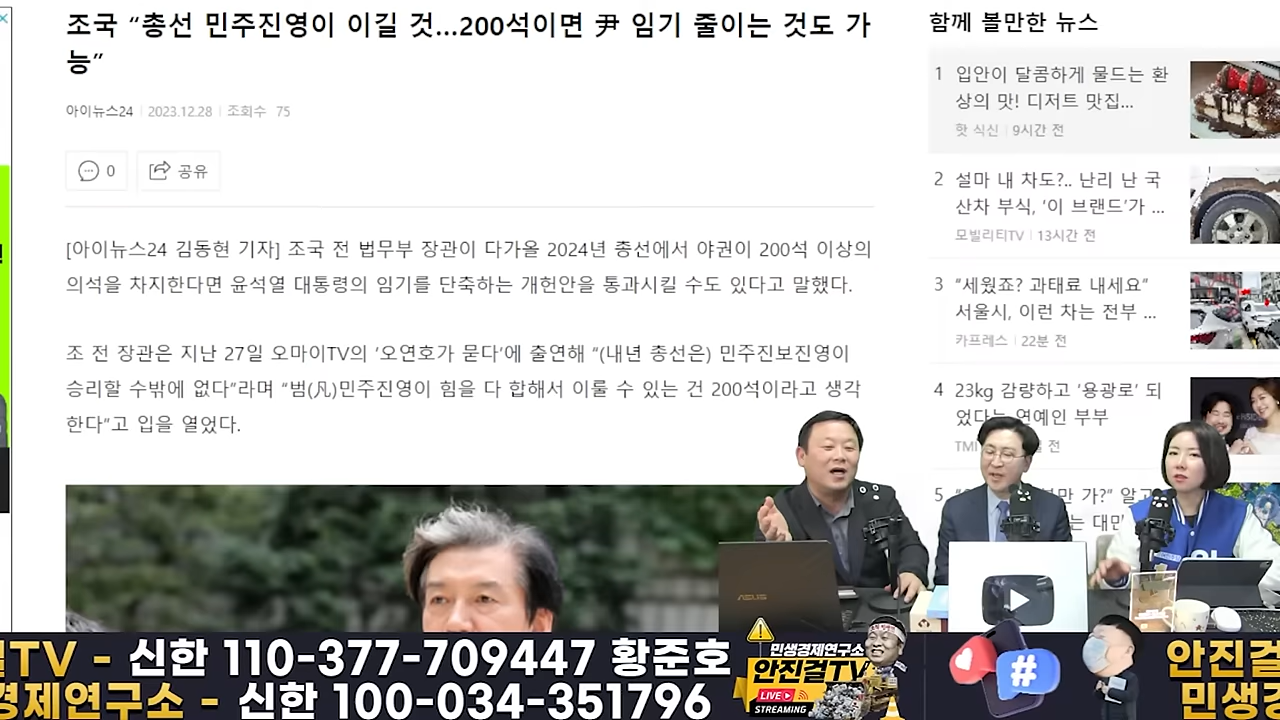 조국 “총선 민주진영이 이길 것…200석이면 尹 임기 줄이는 것도 가
능”
아이뉴스24 2023.12.28 조회수 75
0 공유
[아이뉴스24 김동현 기자] 조국 전 법무부 장관이 다가올 2024년 총선에서 야권이 200석 이상의
의석을 차지한다면 윤석열 대통령의 임기를 단축하는 개헌안을 통과시킬 수도 있다고 말했다.
조 전 장관은 지난 27일 오마이TV의 '오연호가 묻다'에 출연해 “(내년 총선은) 민주진보진영이
승리할 수밖에 없다”라며 “범(凡)민주진영이 힘을 다 합해서 이룰 수 있는 건 200석이라고 생각
한다”고 입을 열었다.
함께 볼만한 뉴스
1 입안이 달콤하게 물드는 환
상의 맛! 디저트 맛집...
핫 식신 9시간 전
2 설마 내 차도?.. 난리 난 국
산차 부식, '이 브랜드'가 ...
모빌리티TV 13시간 전
3 “세웠죠? 과태료 내세요”
서울시, 이런 차는 전부 ...
카프레스 22분 전
4 23kg 감량하고 '용광로' 되
었다는 연예인 부부
TMI 전
5 만 가?” 알고
는 대만
ASUS
걸TV - 신한 110-377-709447 황준호
경제연구소 - 신한 100-034-351796
민생경제연구소
안진걸TV
LIVE
STREAMING
#
안진걸
민생경